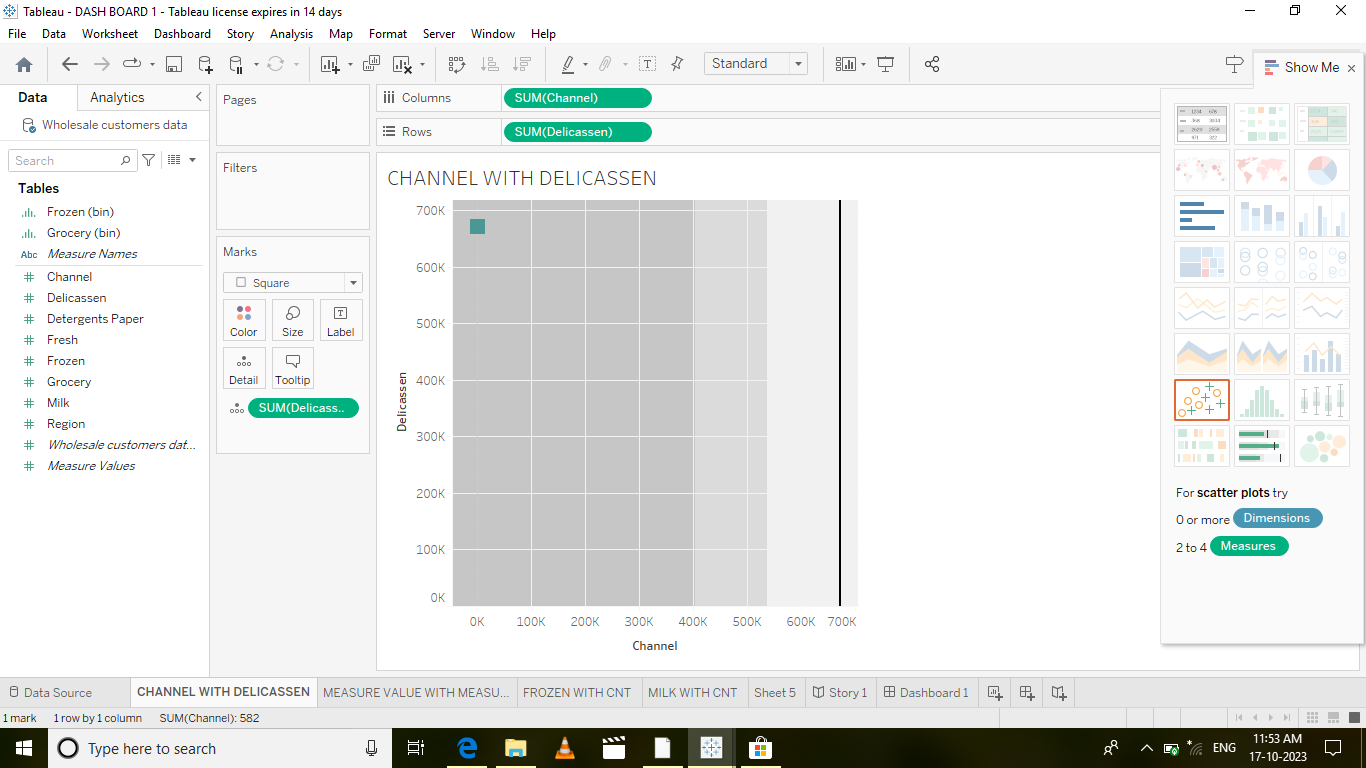 Tableau - DASH BOARD 1 - Tableau license expires in 14 days
File Data Worksheet Dashboard Story Analysis Map Format Server Window Help
Standard
Show Me
Data Analytics
Wholesale customers data
Search
Tables
Frozen (bin)
Grocery (bin)
Abc Measure Names
Channel
Delicassen
Detergents Paper
Fresh
Frozen
Grocery
Milk
Region
Wholesale customers dat...
Measure Values
Pages
Filters
Marks
Square
Color Size Label
Detail Tooltip
SUM(Delicass..
Columns SUM(Channel)
Rows SUM(Delicassen)
CHANNEL WITH DELICASSEN
700K
600K
500K
400K
300K
200K
100K
0K
Delicassen
0K 100K 200K 300K 400K 500K 600K 700K
Channel
For scatter plots try
0 or more Dimensions
2 to 4 Measures
Data Source CHANNEL WITH DELICASSEN MEASURE VALUE WITH MEASU... FROZEN WITH CNT MILK WITH CNT Sheet 5 Story 1 Dashboard 1
1 mark 1 row by 1 column SUM(Channel): 582
Type here to search
ENG
11:53 AM
17-10-2023